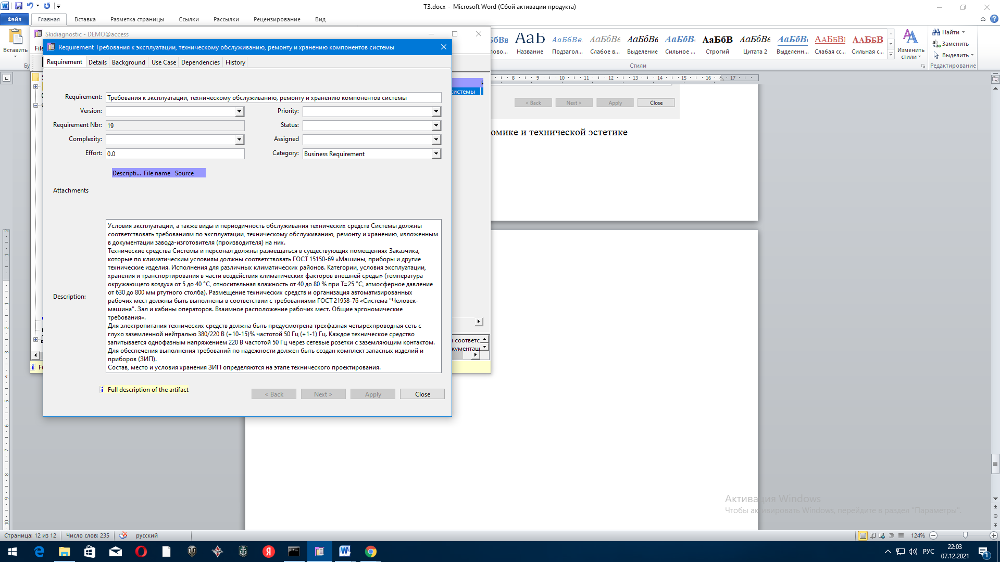 ТЗ.docx - Microsoft Word (Сбой активации продукта)
Файл Главная Вставка Разметка страницы Ссылки Рассылки Рецензирование Вид
Вставить
Skidiagnostic - DEMO@access
АаБбВ АаБбВв АаБбВв АаБбВв АаБбВв АаБбВ АаБбВв АаБбВ АаБбВ
Название Подзагол... Слабое в... Выделение Сильное ... Строгий Цитата 2 Выделенн... Слабая сс... Сильная с...
Изменить стили
Стили
Найти
Заменить
Выделить
Редактирование
Requirement Требования к эксплуатации, техническому обслуживанию, ремонту и хранению компонентов системы
Requirement Details Background Use Case Dependencies History
Requirement: Требования к эксплуатации, техническому обслуживанию, ремонту и хранению компонентов системы
Version: Priority:
Requirement Nbr: 19 Status:
Complexity: Assigned
Effort: 0.0 Category: Business Requirement
Descripti... File name Source
Attachments
Description:
Условия эксплуатации, а также виды и периодичность обслуживания технических средств Системы должны
соответствовать требованиям по эксплуатации, техническому обслуживанию, ремонту и хранению, изложенным
в документации завода-изготовителя (производителя) на них.
Технические средства Системы и персонал должны размещаться в существующих помещениях Заказчика,
которые по климатическим условиям должны соответствовать ГОСТ 15150-69 «Машины, приборы и другие
технические изделия. Исполнения для различных климатических районов. Категории, условия эксплуатации,
хранения и транспортирования в части воздействия климатических факторов внешней среды» (температура
окружающего воздуха от 5 до 40 °С, относительная влажность от 40 до 80 % при Т=25 °С, атмосферное давление
от 630 до 800 мм ртутного столба). Размещение технических средств и организация автоматизированных
рабочих мест должны быть выполнены в соответствии с требованиями ГОСТ 21958-76 «Система "Человек-
машина". Зал и кабины операторов. Взаимное расположение рабочих мест. Общие эргономические
требования».
Для электропитания технических средств должна быть предусмотрена трехфазная четырехпроводная сеть с
глухо заземленной нейтралью 380/220 В (+10-15)% частотой 50 Гц (+1-1) Гц. Каждое техническое средство
запитывается однофазным напряжением 220 В частотой 50 Гц через сетевые розетки с заземляющим контактом.
Для обеспечения выполнения требований по надежности должен быть создан комплект запасных изделий и
приборов (ЗИП).
Состав, место и условия хранения ЗИП определяются на этапе технического проектирования.
Full description of the artifact
< Back Next > Apply Close
системы
8 9 10 11 12 13 14 15 16 17
< Back Next > Apply Close
омике и технической эстетике
соответс
кументац
Активация Windows
Чтобы активировать Windows, перейдите в раздел "Параметры".
Страница: 12 из 12 Число слов: 235 русский 124%
РУС 22:03
07.12.2021
1